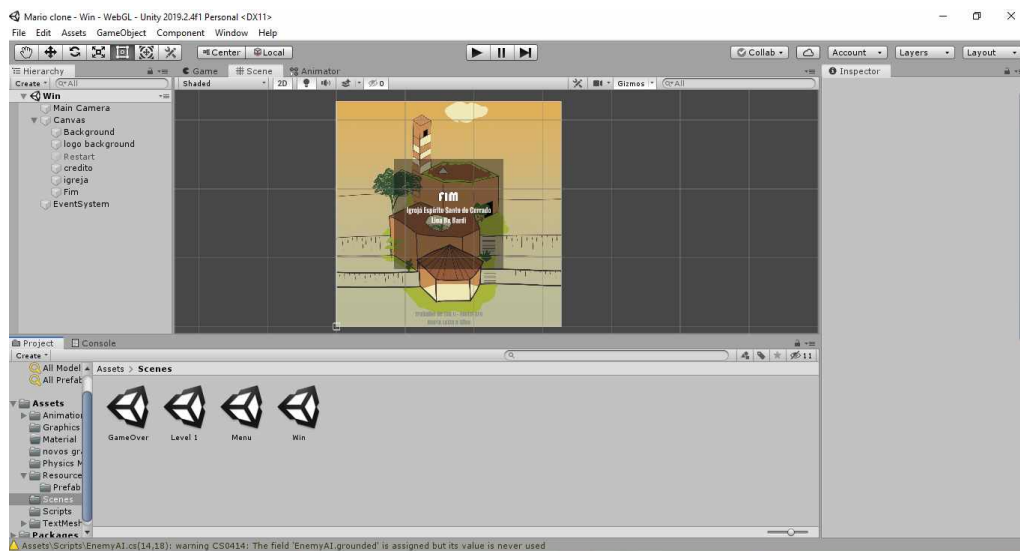 Mario clone - Win - WebGL - Unity 2019.2.4f1 Personal <DX11>
File Edit Assets GameObject Component Window Help
Center Local Collab Account Layers Layout
Hierarchy Game Scene Animator Inspector
Create All Shaded 2D 0 Gizmos All
Win
Main Camera
Canvas
Background
logo background
Restart
credito
igreja
Fim
EventSystem
FIM
Igreja Espírito Santo do Cerrado
Lina Bo Bardi
Project Console
Create 11
All Model
All Prefab
Assets > Scenes
Assets
Animation
Graphics
Material
novos gr
Physics M
Resource
Prefab
Scenes
Scripts
TextMesh
Packages
GameOver Level 1 Menu Win
Assets\Scripts\EnemyAI.cs(14,18): warning CS0414: The field 'EnemyAI.grounded' is assigned but its value is never used